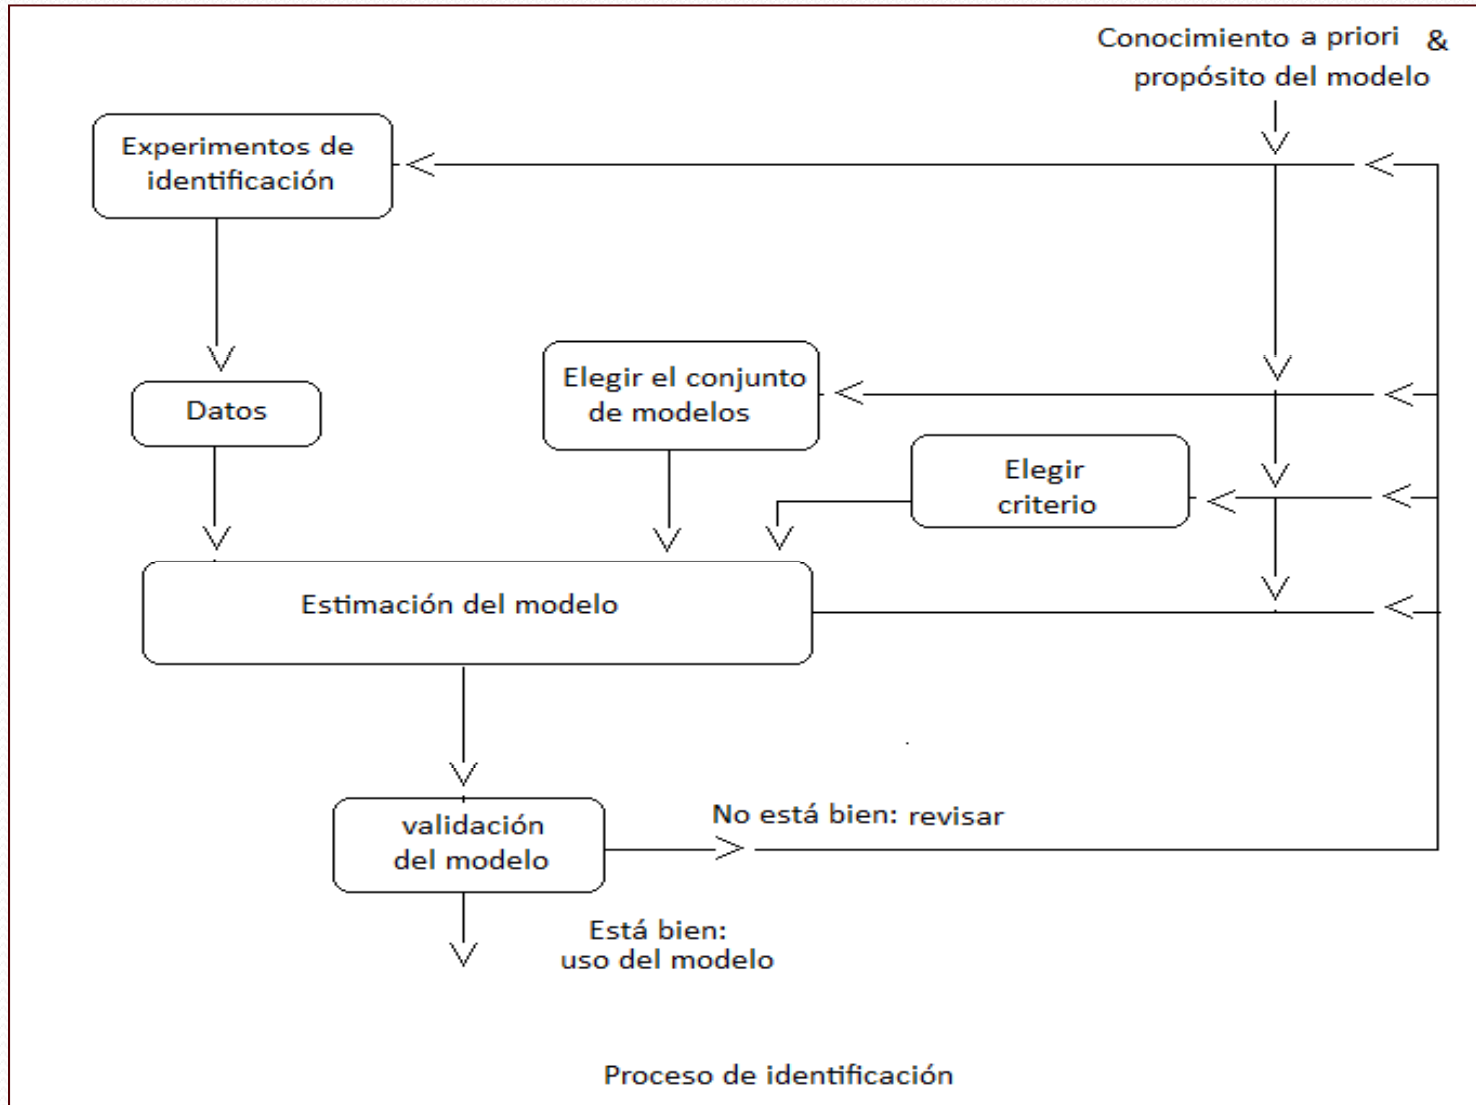 Conocimiento a priori &
propósito del modelo
Experimentos de
identificación
Elegir el conjunto
de modelos
Datos
Elegir
criterio
Estimación del modelo
validación
del modelo
No está bien: revisar
Está bien:
uso del modelo
Proceso de identificación